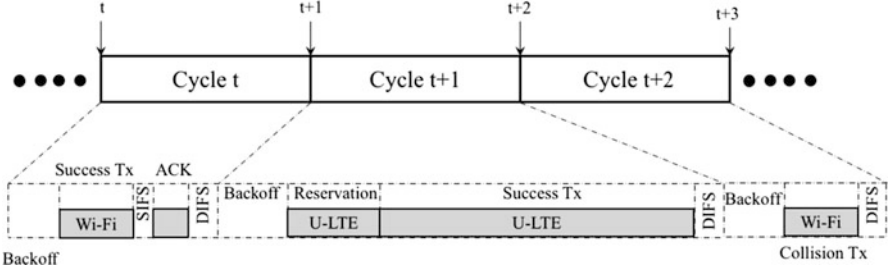 t t+1 t+2 t+3
Cycle t Cycle t+1 Cycle t+2
Success Tx SIFS ACK DIFS Backoff Reservation Success Tx DIFS Backoff DIFS
Wi-Fi U-LTE U-LTE Wi-Fi
Backoff Collision Tx